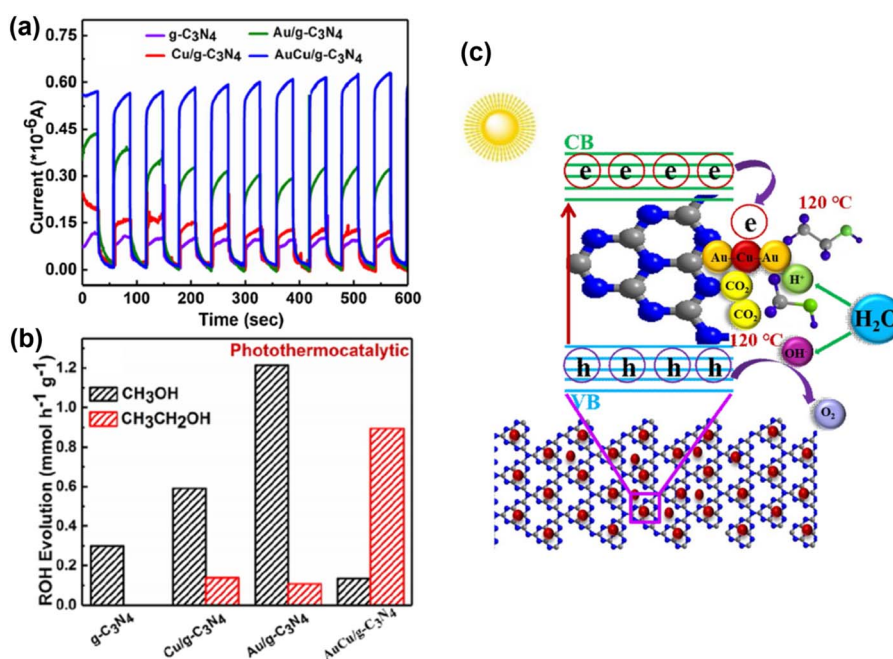 (a)
g-C₃N₄
Au/g-C₃N₄
Cu/g-C₃N₄
AuCu/g-C₃N₄
Current (*10⁻⁶A)
0.60
0.45
0.30
0.15
0.00
0 100 200 300 400 500 600
Time (sec)
(b)
Photothermocatalytic
CH3OH
CH3CH2OH
ROH Evolution (mmol h⁻¹ g⁻¹)
1.2
1.0
0.8
0.6
0.4
0.2
0.0
g-C₃N₄
Cu/g-C₃N₄
Au/g-C₃N₄
AuCu/g-C₃N₄
(c)
CB
e e e e
e
120 °C
Au Cu Au
CO₂
H⁺
CO₂
H₂O
120 °C
OH⁻
h h h h
VB
O₂